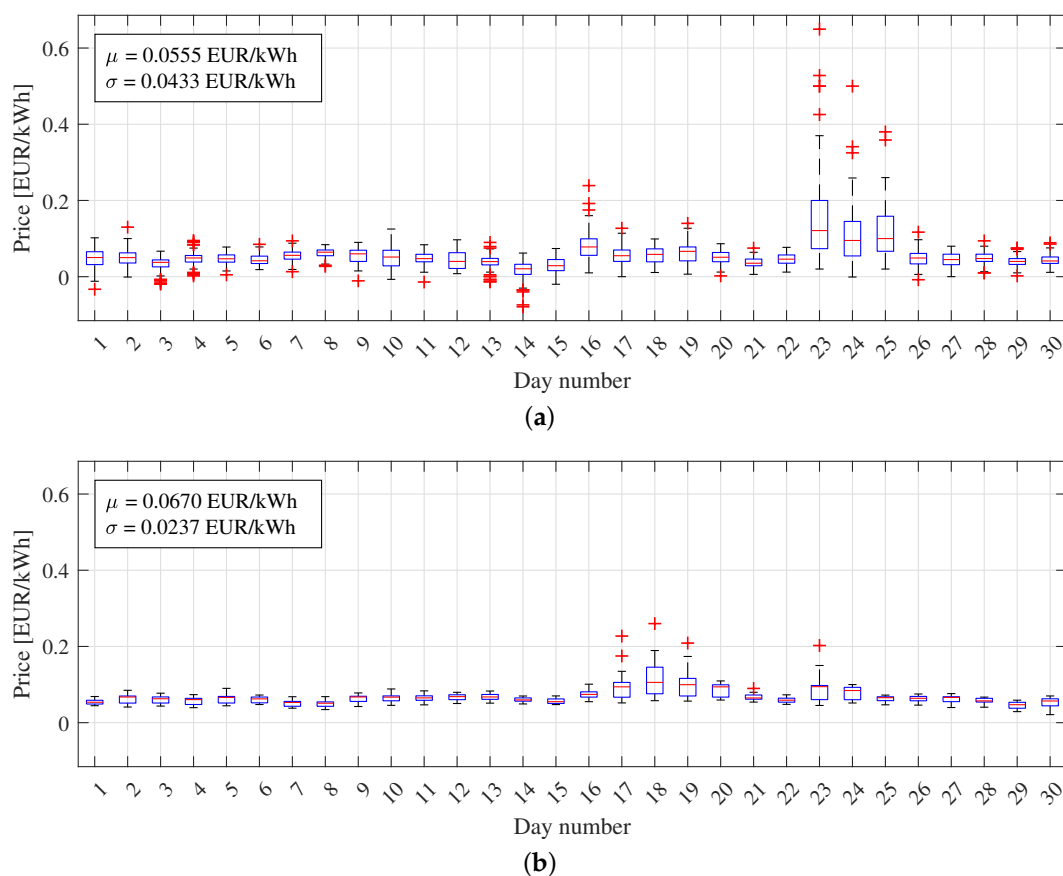 0.6
0.4
0.2
0
Price [EUR/kWh]
μ = 0.0555 EUR/kWh
σ = 0.0433 EUR/kWh
1 2 3 4 5 6 7 8 9 10 11 12 13 14 15 16 17 18 19 20 21 22 23 24 25 26 27 28 29 30
Day number
(a)
0.6
0.4
0.2
0
Price [EUR/kWh]
μ = 0.0670 EUR/kWh
σ = 0.0237 EUR/kWh
1 2 3 4 5 6 7 8 9 10 11 12 13 14 15 16 17 18 19 20 21 22 23 24 25 26 27 28 29 30
Day number
(b)